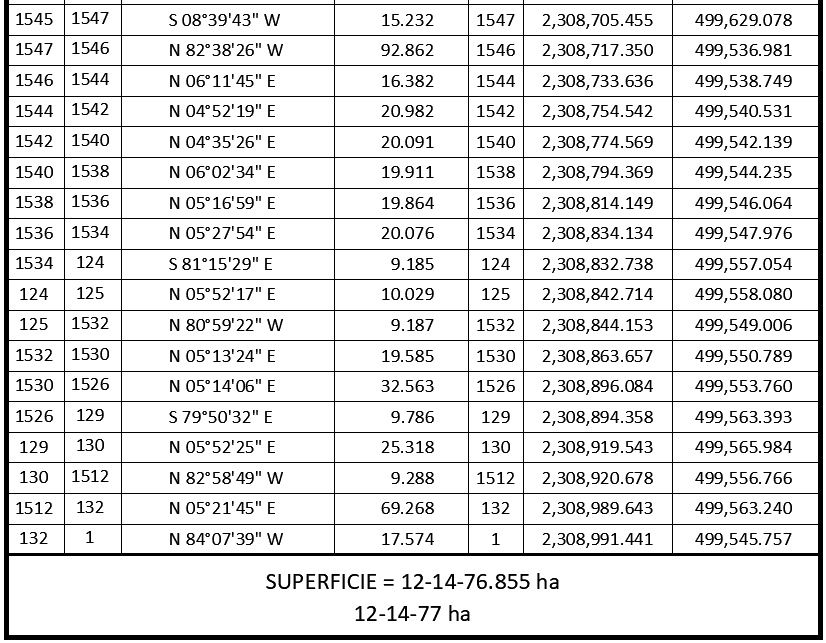 1545 1547 S 08°39'43" W 15.232 1547 2,308,705.455 499,629.078
1547 1546 N 82°38'26" W 92.862 1546 2,308,717.350 499,536.981
1546 1544 N 06°11'45" E 16.382 1544 2,308,733.636 499,538.749
1544 1542 N 04°52'19" E 20.982 1542 2,308,754.542 499,540.531
1542 1540 N 04°35'26" E 20.091 1540 2,308,774.569 499,542.139
1540 1538 N 06°02'34" E 19.911 1538 2,308,794.369 499,544.235
1538 1536 N 05°16'59" E 19.864 1536 2,308,814.149 499,546.064
1536 1534 N 05°27'54" E 20.076 1534 2,308,834.134 499,547.976
1534 124 S 81°15'29" E 9.185 124 2,308,832.738 499,557.054
124 125 N 05°52'17" E 10.029 125 2,308,842.714 499,558.080
125 1532 N 80°59'22" W 9.187 1532 2,308,844.153 499,549.006
1532 1530 N 05°13'24" E 19.585 1530 2,308,863.657 499,550.789
1530 1526 N 05°14'06" E 32.563 1526 2,308,896.084 499,553.760
1526 129 S 79°50'32" E 9.786 129 2,308,894.358 499,563.393
129 130 N 05°52'25" E 25.318 130 2,308,919.543 499,565.984
130 1512 N 82°58'49" W 9.288 1512 2,308,920.678 499,556.766
1512 132 N 05°21'45" E 69.268 132 2,308,989.643 499,563.240
132 1 N 84°07'39" W 17.574 1 2,308,991.441 499,545.757
SUPERFICIE = 12-14-76.855 ha
12-14-77 ha